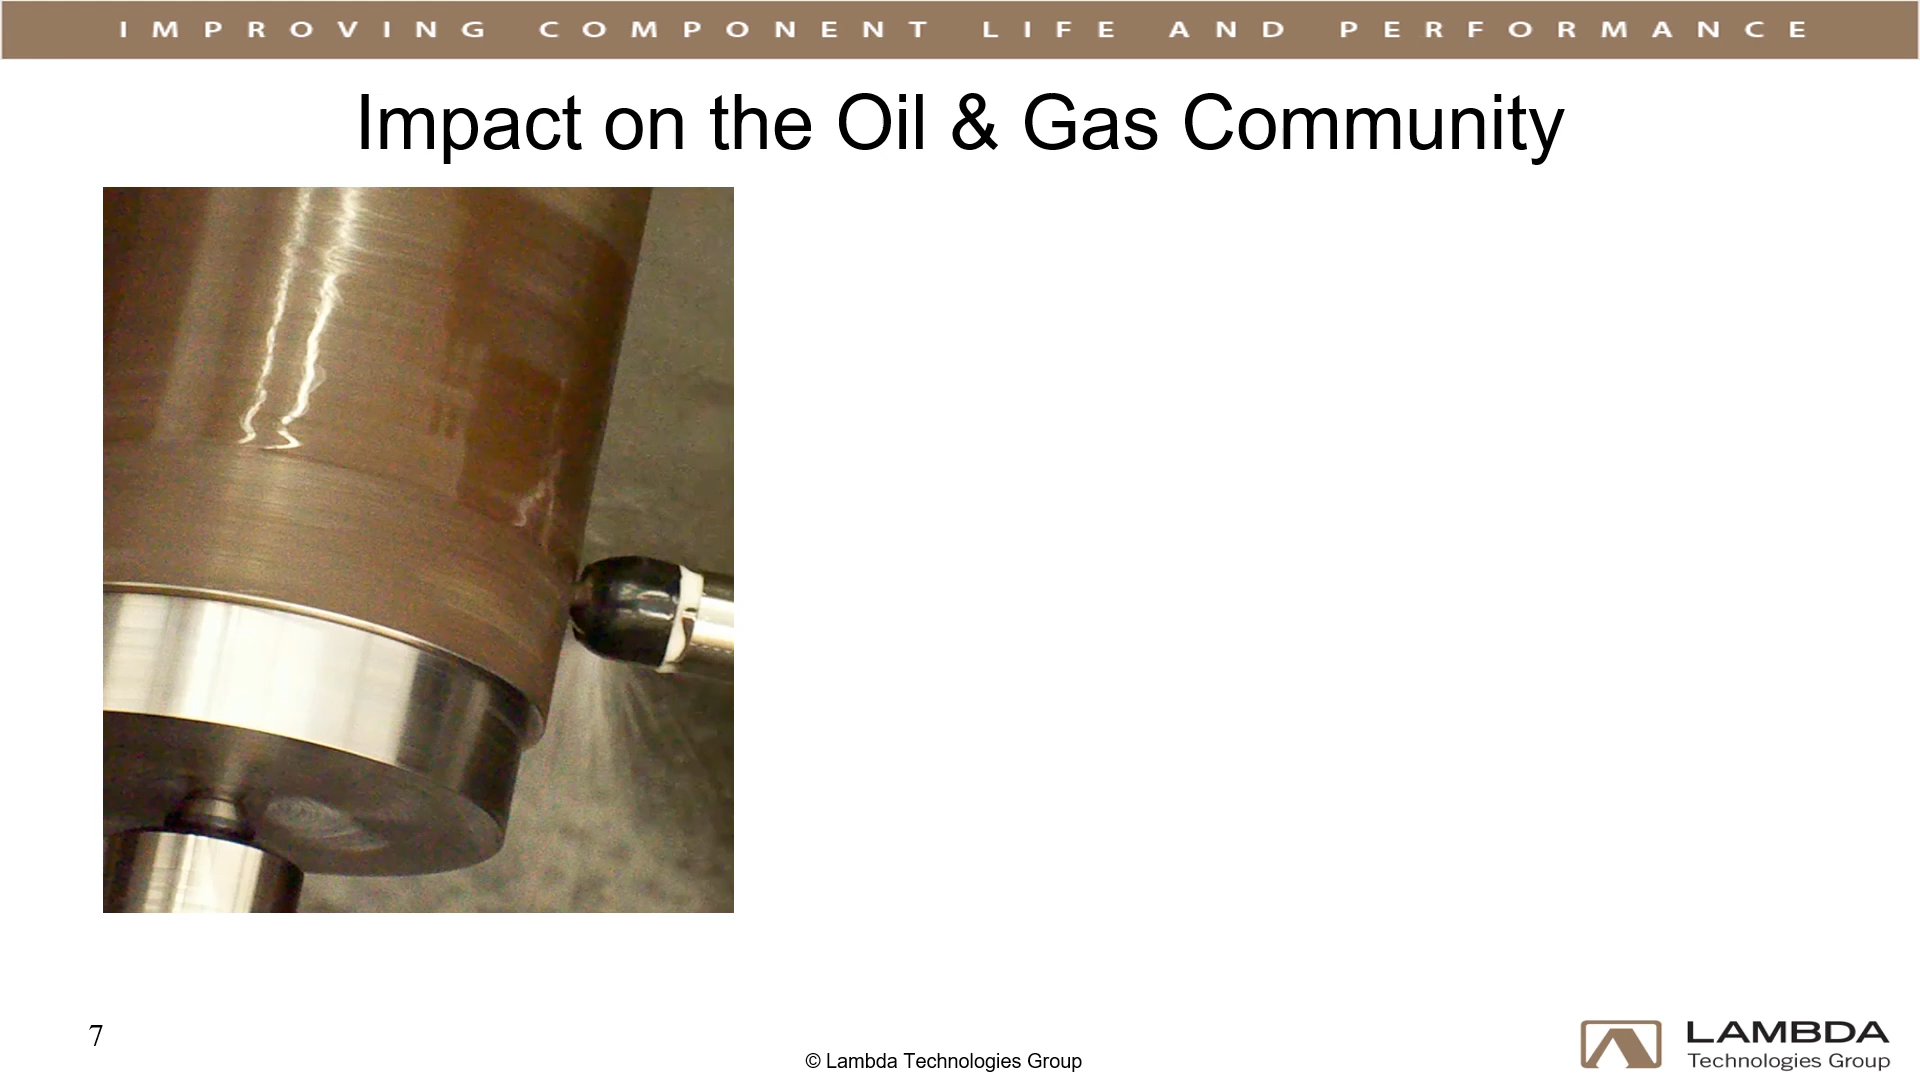 IMPROVING COMPONENT LIFE AND PERFORMANCE
Impact on the Oil & Gas Community
7
© Lambda Technologies Group
LAMBDA
Technologies Group